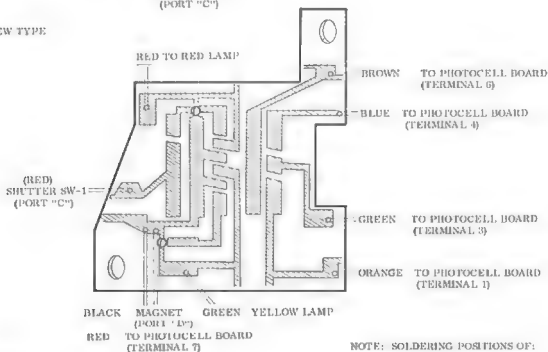 (PORT "C")
EW TYPE
RED TO RED LAMP
BROWN TO PHOTOCELL BOARD
(TERMINAL 6)
BLUE TO PHOTOCELL BOARD
(TERMINAL 4)
(RED)
SHUTTER SW-1
(PORT "C")
GREEN TO PHOTOCELL BOARD
(TERMINAL 3)
ORANGE TO PHOTOCELL BOARD
(TERMINAL 1)
BLACK MAGNET GREEN YELLOW LAMP
(PORT "D")
RED TO PHOTOCELL BOARD
(TERMINAL 7)
NOTE: SOLDERING POSITIONS OF: